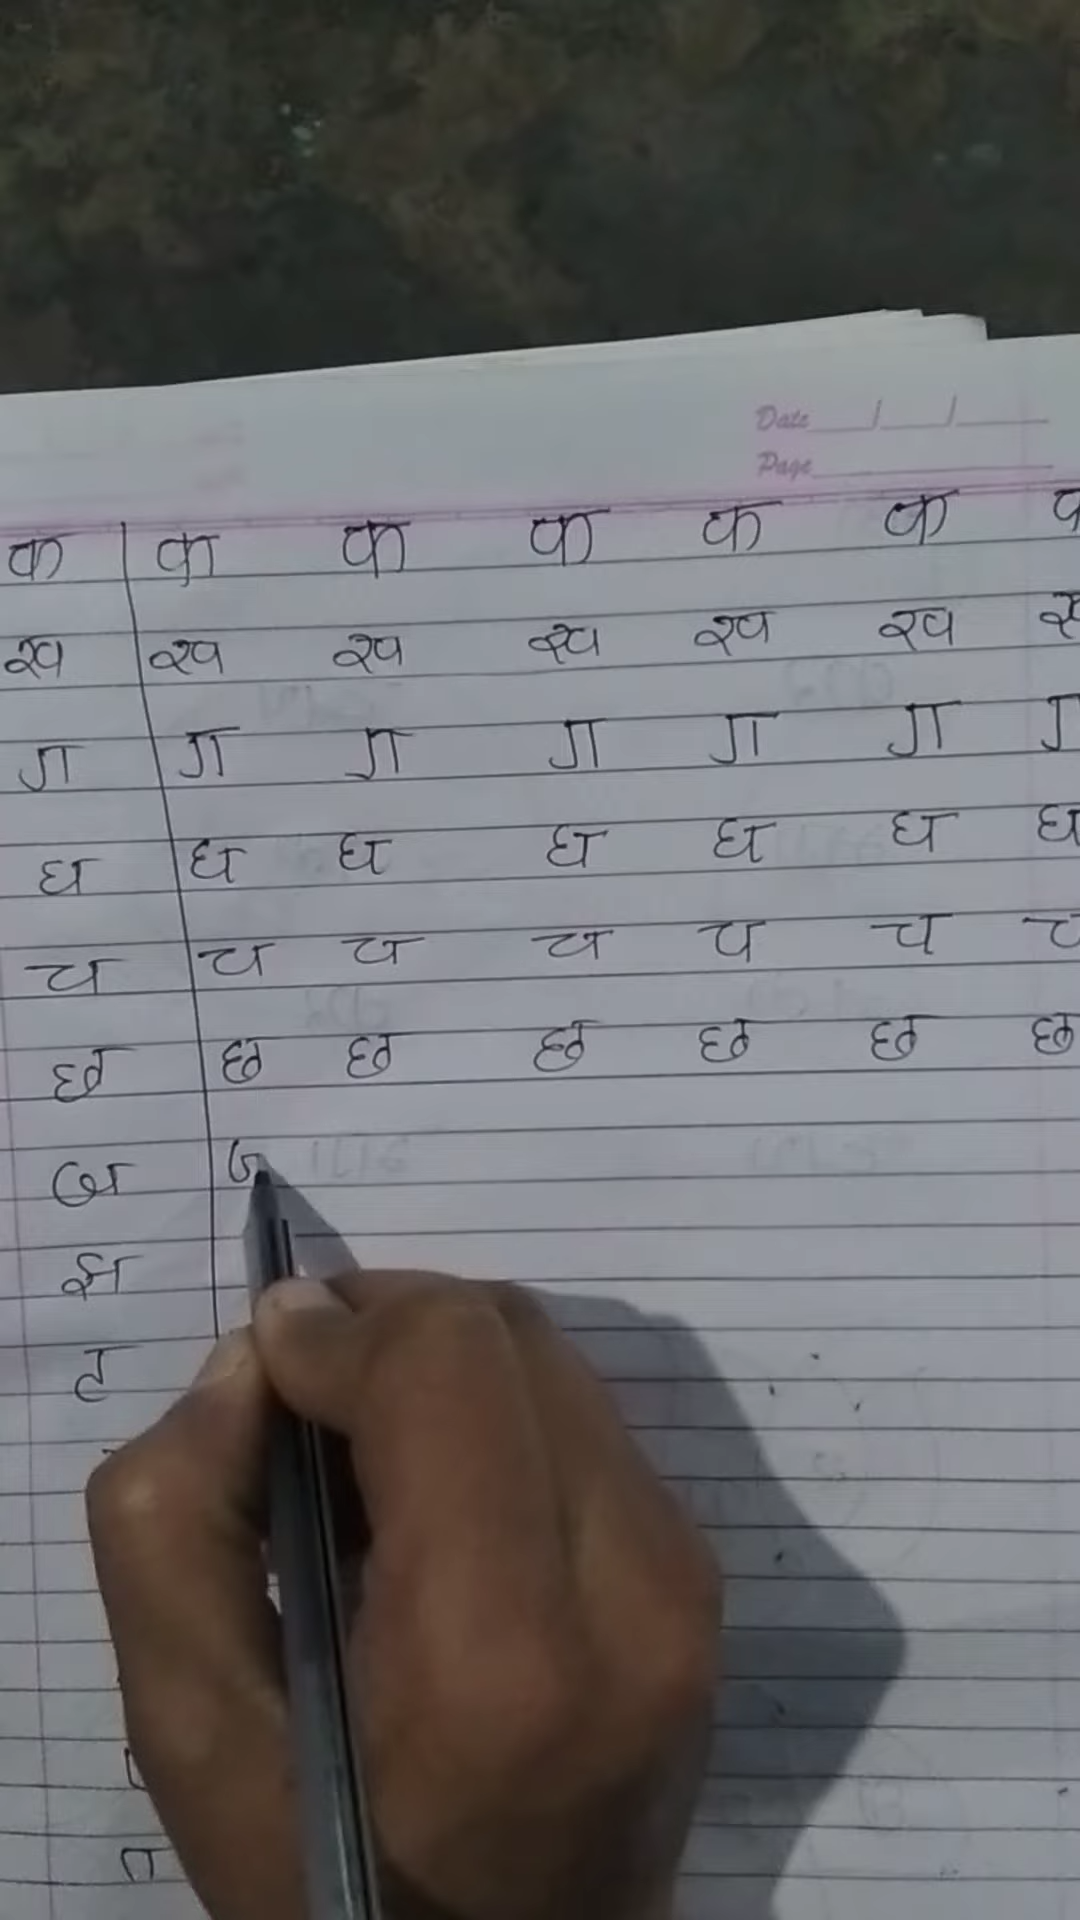 Date / /
Page
क क क क क क क
ख ख ख ख ख ख ख
ग ग ग ग ग ग ग
घ घ घ घ घ घ घ
च च च च च च च
छ छ छ छ छ छ छ
ज
झ
ट